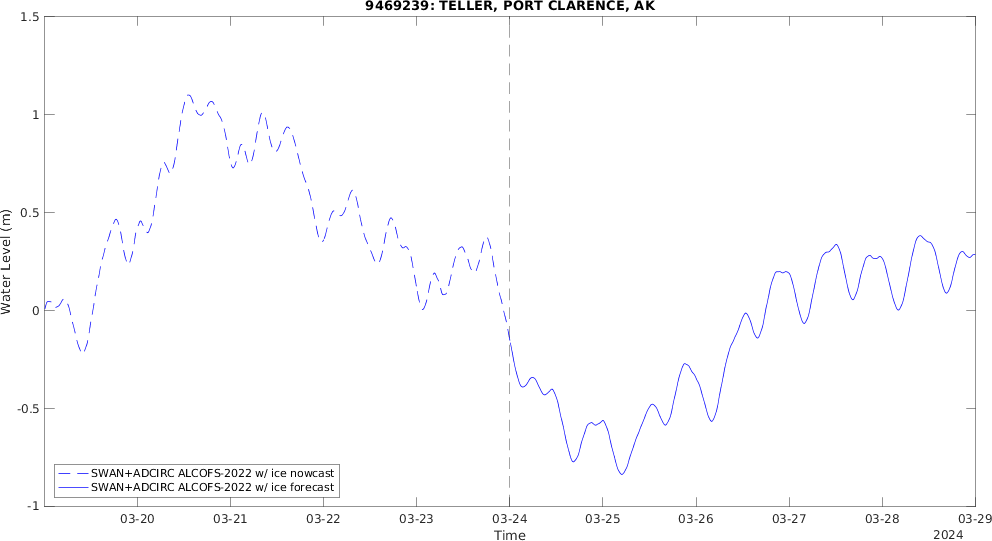 9469239: TELLER, PORT CLARENCE, AK
1.5
1
0.5
0
-0.5
-1
Water Level (m)
SWAN+ADCIRC ALCOFS-2022 w/ ice nowcast
SWAN+ADCIRC ALCOFS-2022 w/ ice forecast
03-20 03-21 03-22 03-23 03-24 03-25 03-26 03-27 03-28 03-29
Time
2024